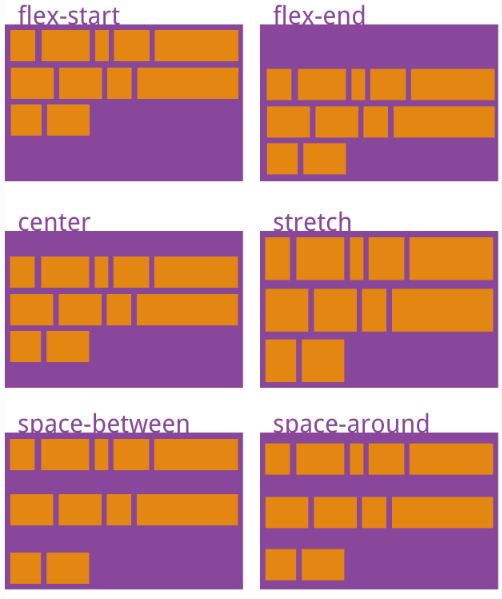 flex-start
flex-end
center
stretch
space-between
space-around